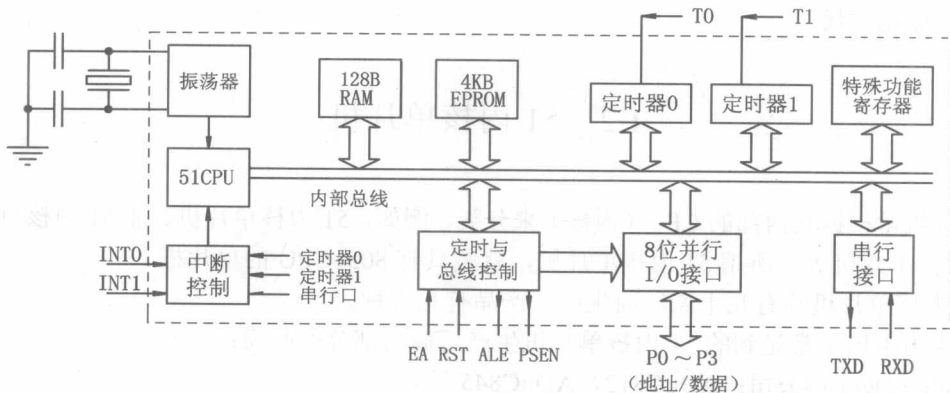 T0
T1
振荡器
128B
RAM
4KB
EPROM
定时器0
定时器1
特殊功能
寄存器
51CPU
内部总线
INT0
INT1
中断
控制
定时器0
定时器1
串行口
定时与
总线控制
8位并行
I/O接口
串行
接口
EA RST ALE PSEN
P0～P3
(地址/数据)
TXD RXD